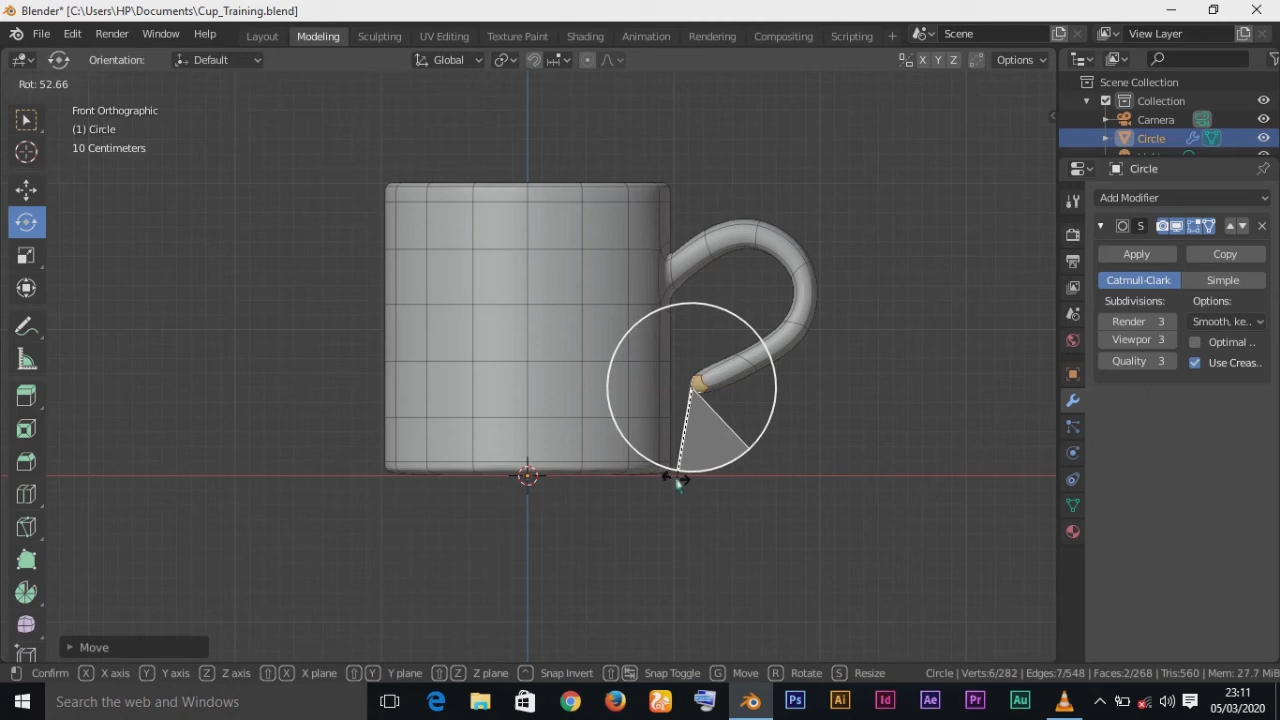 Blender* [C:\Users\HP\Documents\Cup_Training.blend]
File Edit Render Window Help Layout Modeling Sculpting UV Editing Texture Paint Shading Animation Rendering Compositing Scripting + Scene View Layer
Orientation: Default Global X Y Z Options
Rot: 52.66
Front Orthographic
(1) Circle
10 Centimeters
Scene Collection
Collection
Camera
Circle
Circle
Add Modifier
S
Apply Copy
Catmull-Clark Simple
Subdivisions: Options:
Render 3 Smooth, ke..
Viewpor 3 Optimal ..
Quality 3 Use Creas..
Move
Confirm X X axis Y Y axis Z Z axis X X plane Y Y plane Z Z plane ^ Snap Invert Snap Toggle G Move R Rotate S Resize Circle | Verts:6/282 | Edges:7/548 | Faces:2/268 | Tris:560 | Mem: 27.7 Mi
Search the web and Windows Ps Ai Id Ae Pr Au 23:11
05/03/2020